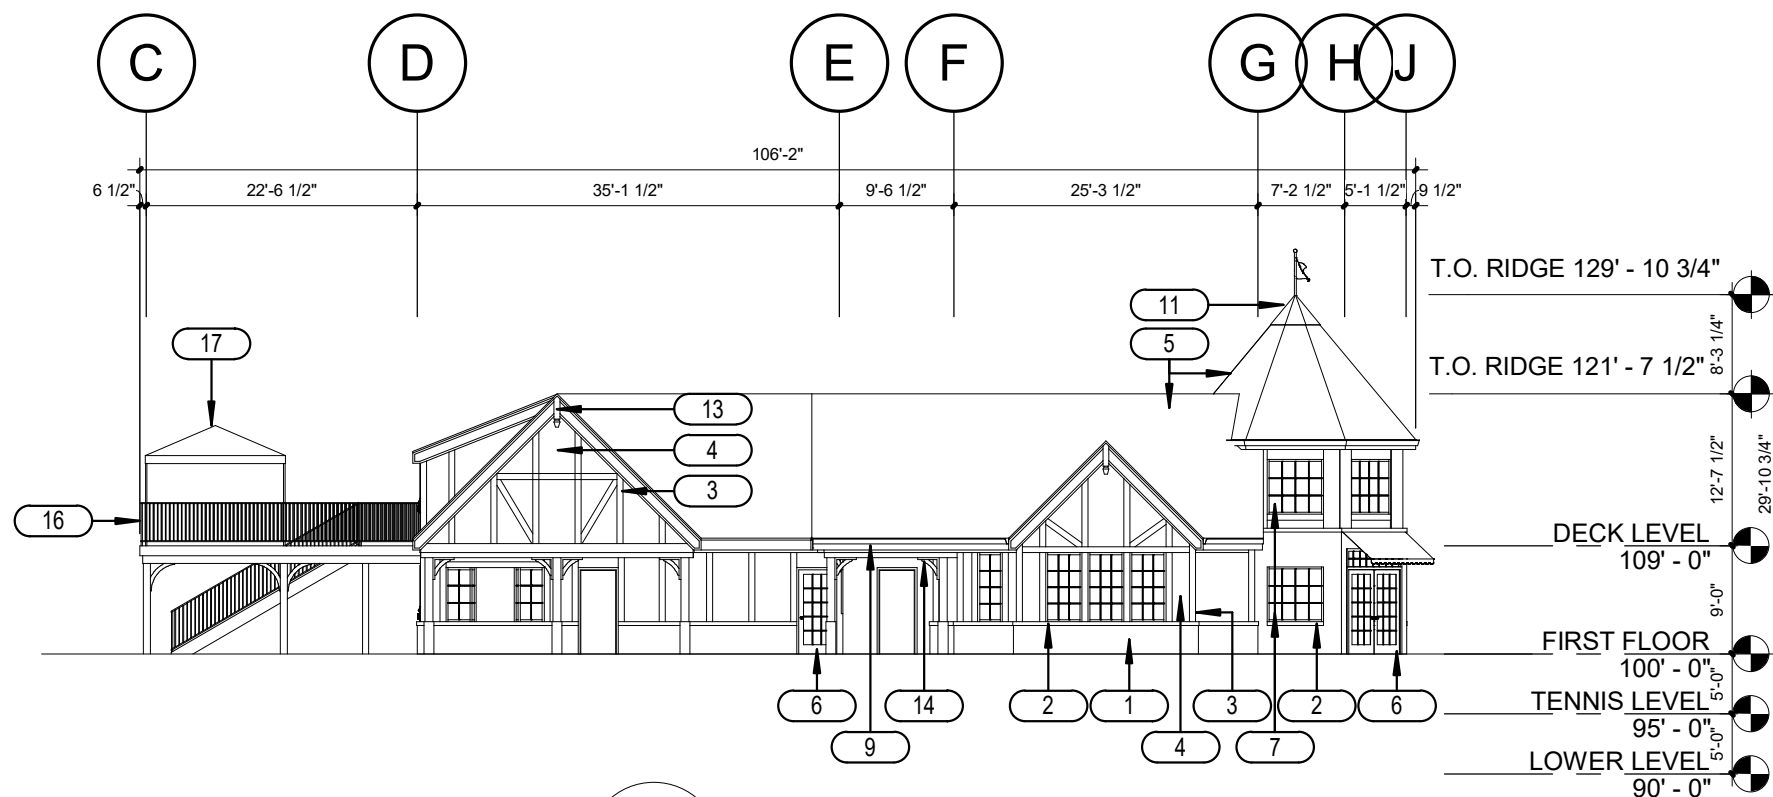 C D E F G H J
106'-2"
6 1/2" 22'-6 1/2" 35'-1 1/2" 9'-6 1/2" 25'-3 1/2" 7'-2 1/2" 5'-1 1/2" 9 1/2"
T.O. RIDGE 129' - 10 3/4"
11
17
5
8'-3 1/4"
T.O. RIDGE 121' - 7 1/2"
13
4
3
12'-7 1/2"
29'-10 3/4"
16
DECK LEVEL
109' - 0"
9'-0"
FIRST FLOOR
100' - 0"
5'-0"
6 14 2 1 3 2 6
TENNIS LEVEL
95' - 0"
9 4 7
5'-0"
LOWER LEVEL
90' - 0"